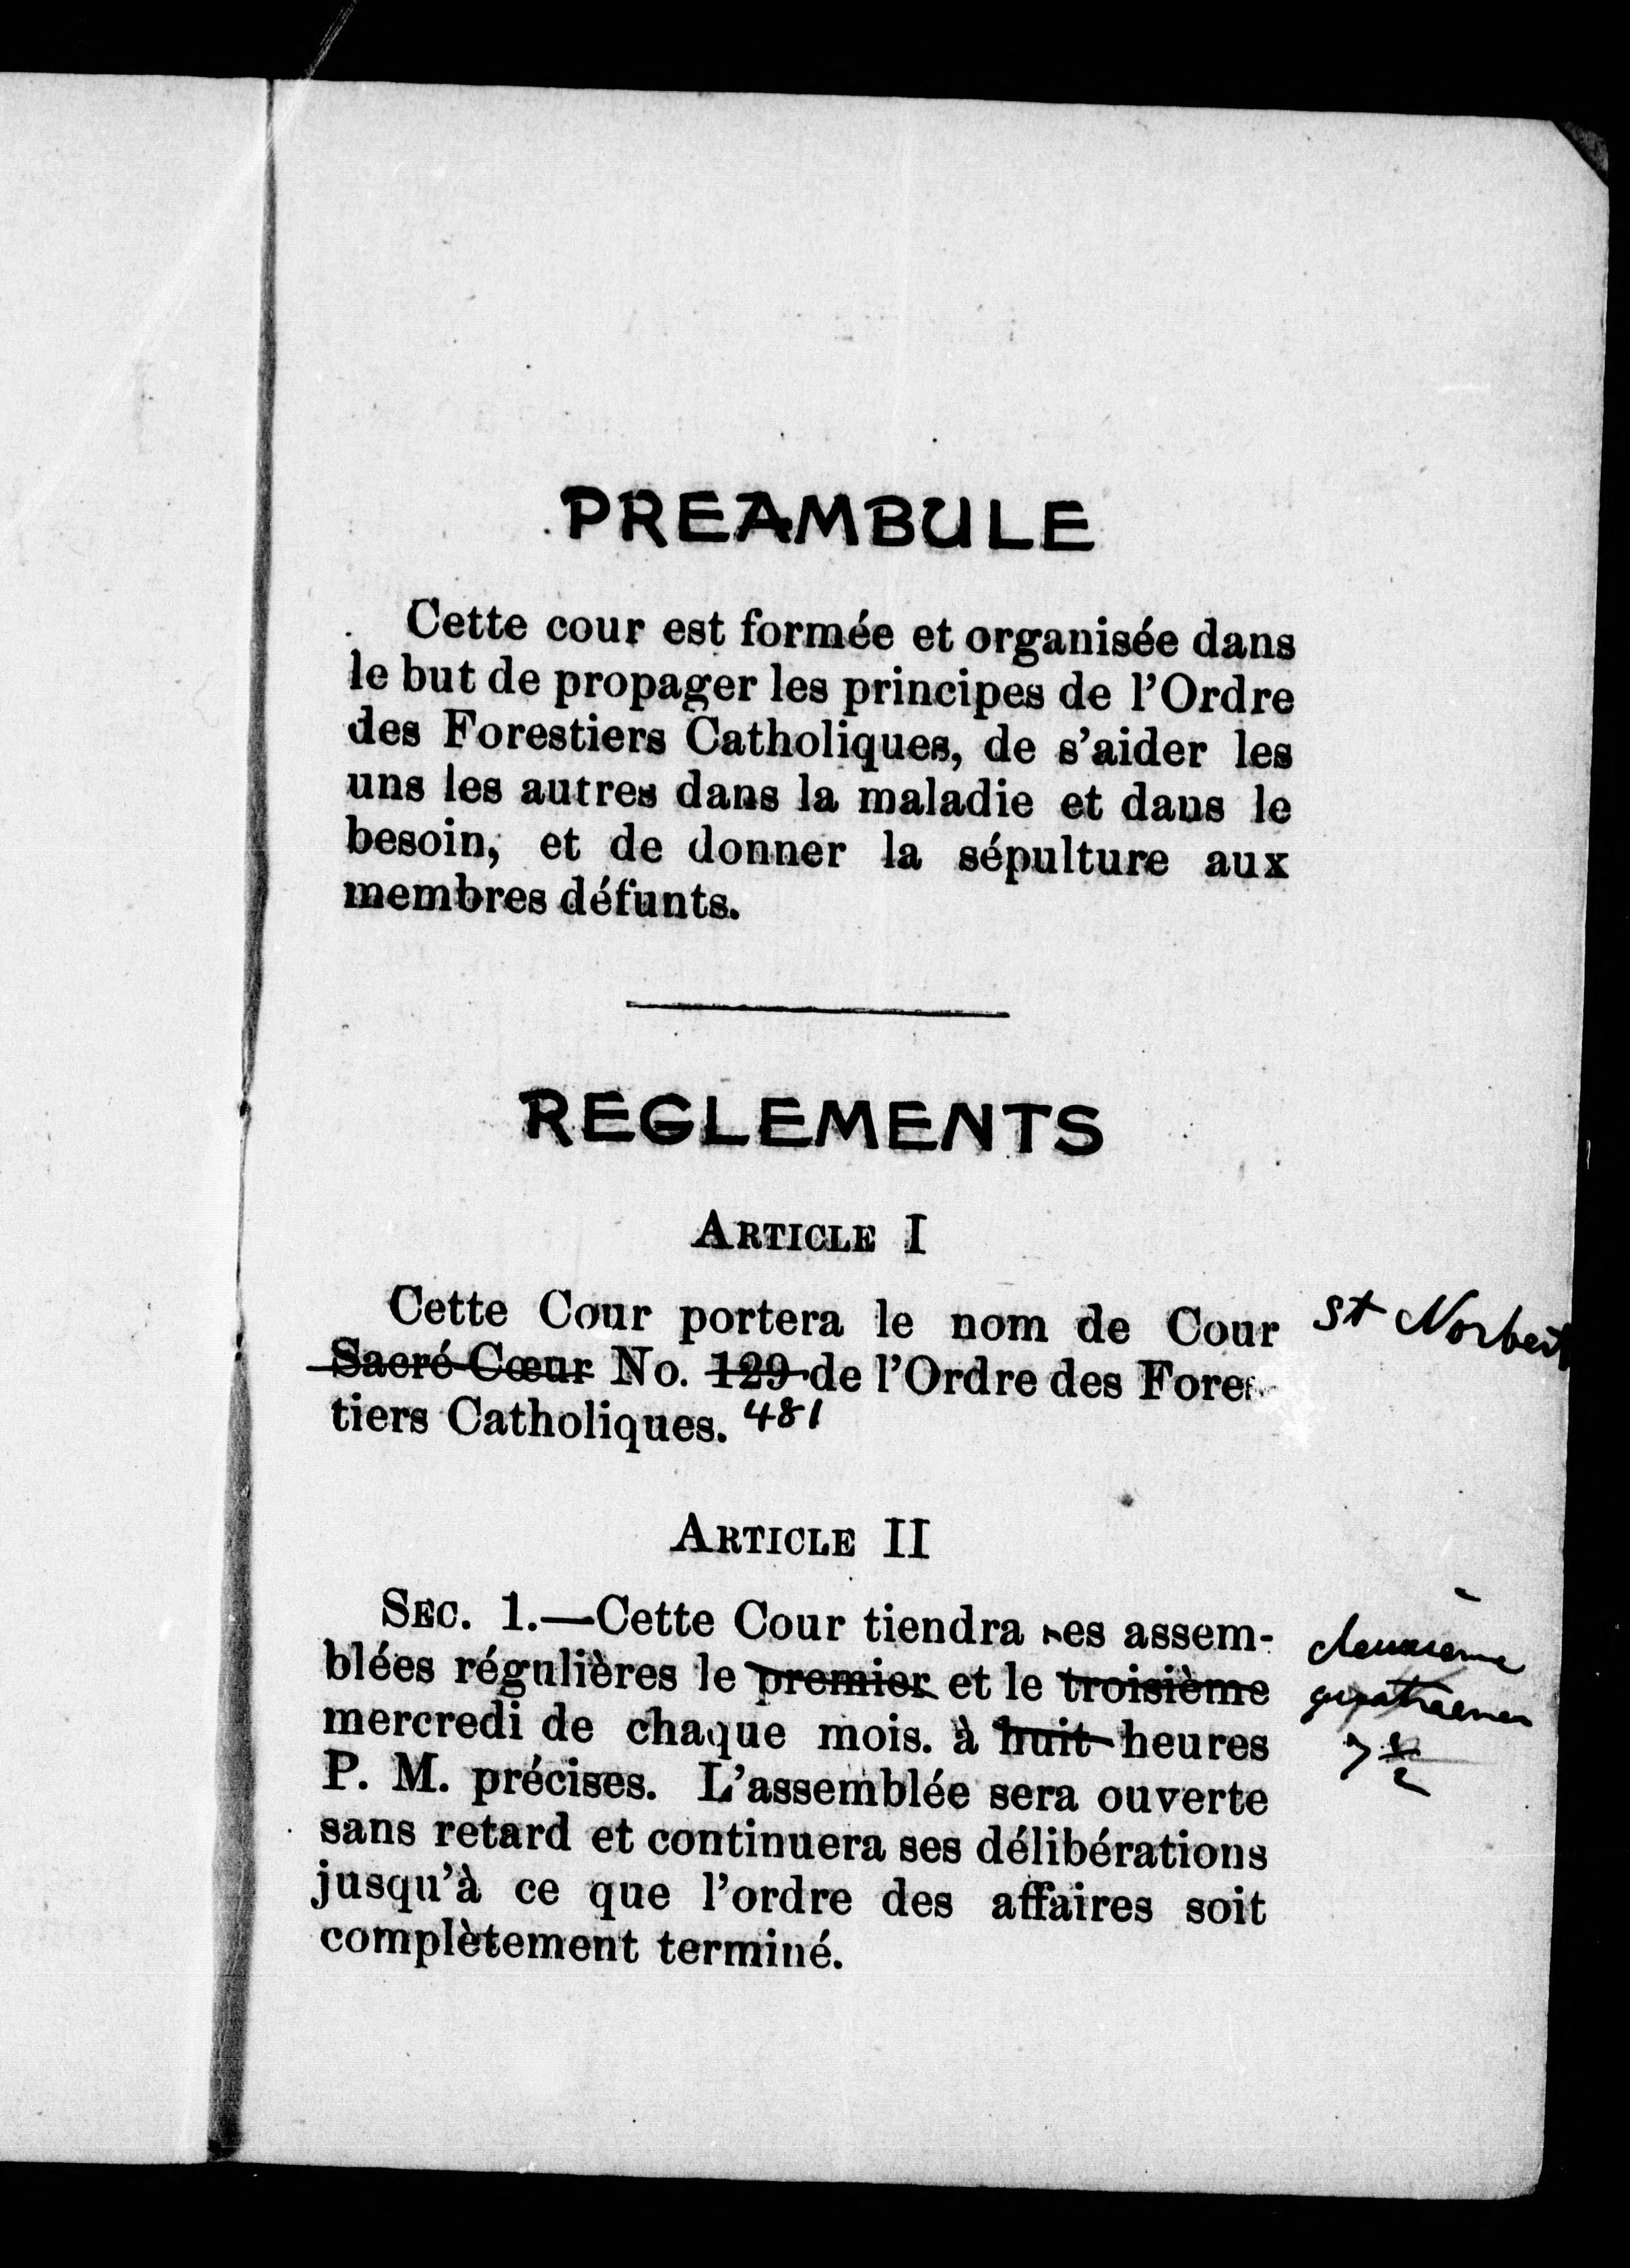 PREAMBULE
Cette cour est formée et organisée dans
le but de propager les principes de l'Ordre
des Forestiers Catholiques, de s'aider les
uns les autres dans la maladie et dans le
besoin, et de donner la sépulture aux
membres défunts.
REGLEMENTS
ARTICLE I
Cette Cour portera le nom de Cour St Norbert
Sacré-Cœur No. 129 de l'Ordre des Fores-
tiers Catholiques. 481
ARTICLE II
SEC. 1.—Cette Cour tiendra ses assem-
blées régulières le premier et le troisième deuxième
mercredi de chaque mois. à huit heures
P. M. précises. L'assemblée sera ouverte
sans retard et continuera ses délibérations
jusqu'à ce que l'ordre des affaires soit
complètement terminé.